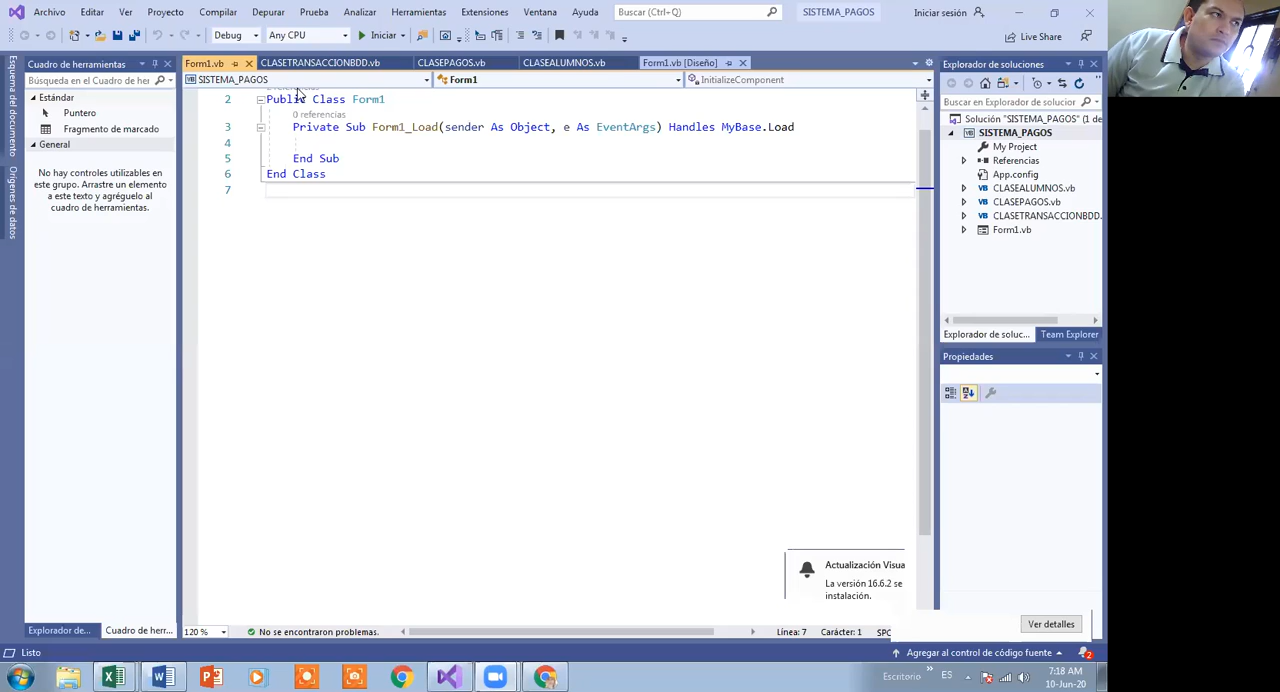 Archivo Editar Ver Proyecto Compilar Depurar Prueba Analizar Herramientas Extensiones Ventana Ayuda Buscar (Ctrl+Q) SISTEMA_PAGOS Iniciar sesión
Debug Any CPU Iniciar Live Share
Esquema del documento
Orígenes de datos
Cuadro de herramientas
Búsqueda en el Cuadro de her
Estándar
Puntero
Fragmento de marcado
General
No hay controles utilizables en
este grupo. Arrastre un elemento
a este texto y agréguelo al
cuadro de herramientas.
Explorador de... Cuadro de herr...
Form1.vb CLASETRANSACCIONBDD.vb CLASEPAGOS.vb CLASEALUMNOS.vb Form1.vb [Diseño]
SISTEMA_PAGOS Form1 InitializeComponent
2 Public Class Form1
0 referencias
3 Private Sub Form1_Load(sender As Object, e As EventArgs) Handles MyBase.Load
4
5 End Sub
6 End Class
7
120 % No se encontraron problemas. Línea: 7 Carácter: 1 SPC
Explorador de soluciones
Buscar en Explorador de solucior
Solución "SISTEMA_PAGOS" (1 de
SISTEMA_PAGOS
My Project
Referencias
App.config
CLASEALUMNOS.vb
CLASEPAGOS.vb
CLASETRANSACCIONBDD.
Form1.vb
Explorador de soluc... Team Explorer
Propiedades
Actualización Visua
La versión 16.6.2 se
instalación.
Ver detalles
Listo Agregar al control de código fuente 2
Escritorio ES 7:18 AM
10-Jun-20